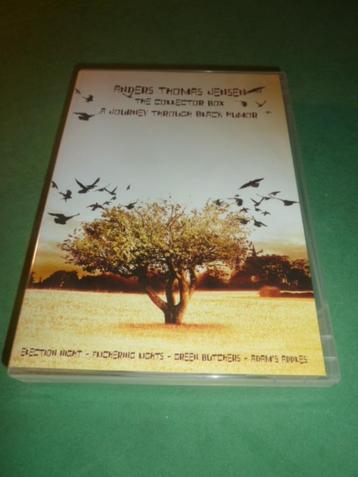 ANDERS THOMAS JENSEN
THE COLLECTOR BOX
A JOURNEY THROUGH BLACK HUMOR
ELECTION NIGHT - FLICKERING LIGHTS - GREEN BUTCHERS - ADAM'S APPLES